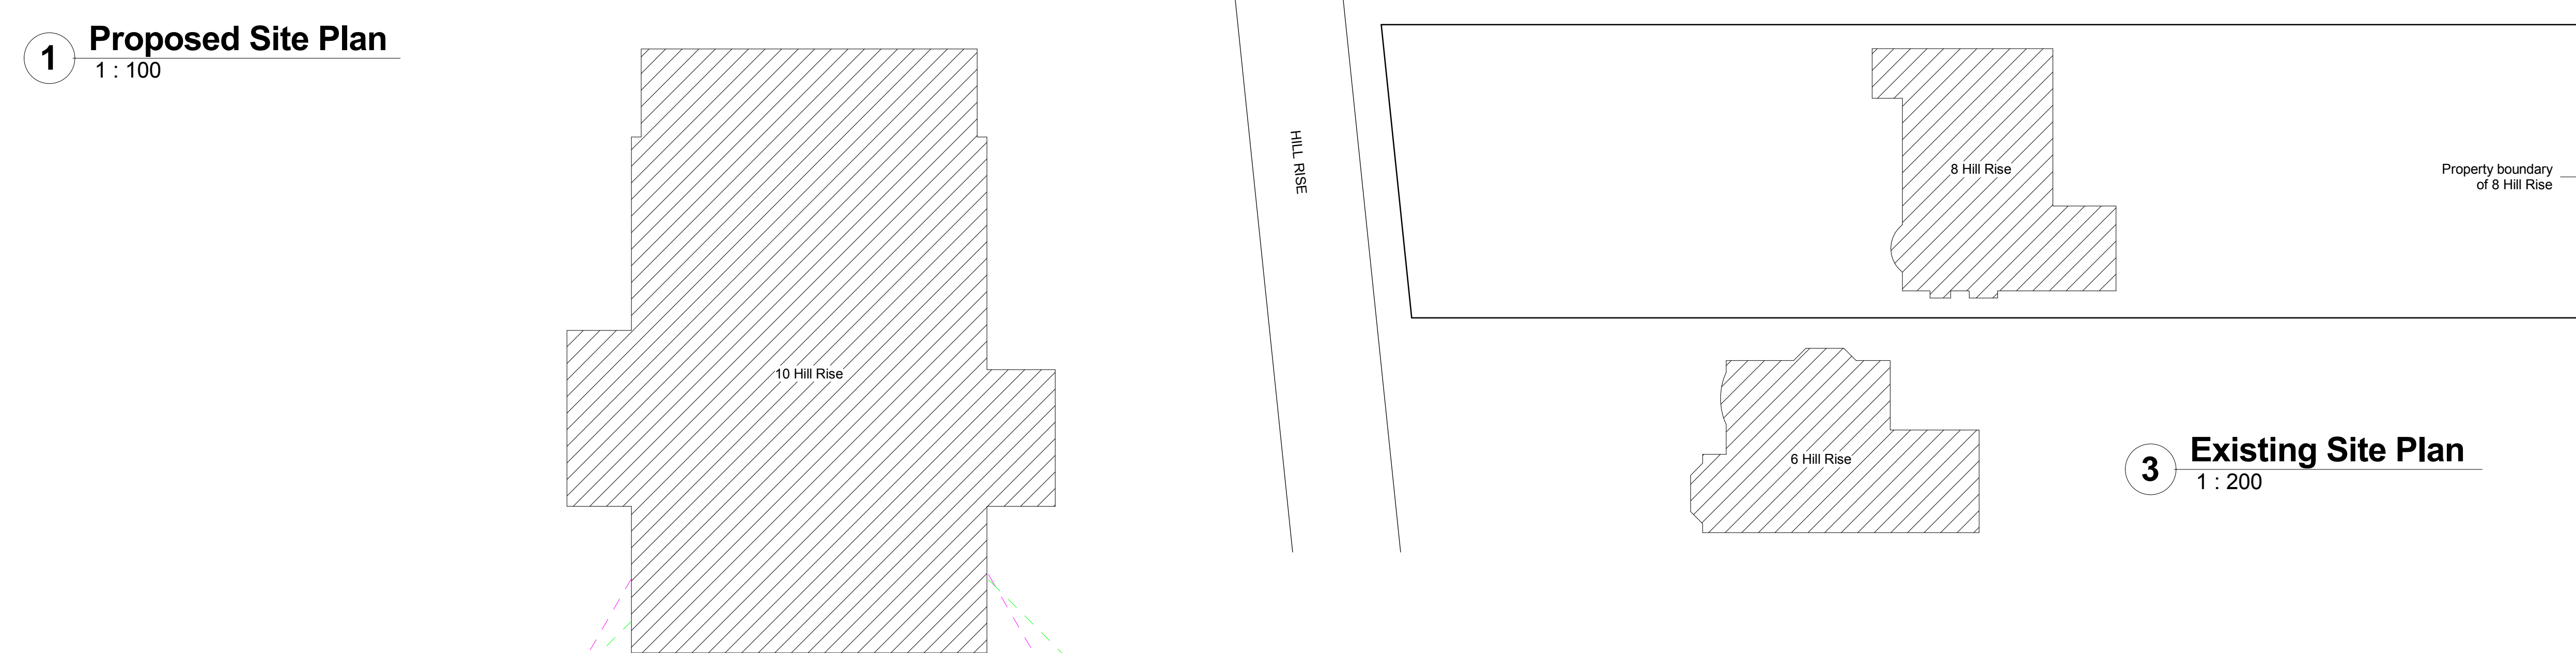 1 Proposed Site Plan
1 : 100
10 Hill Rise
HILL RISE
8 Hill Rise
Property boundary
of 8 Hill Rise
6 Hill Rise
3 Existing Site Plan
1 : 200